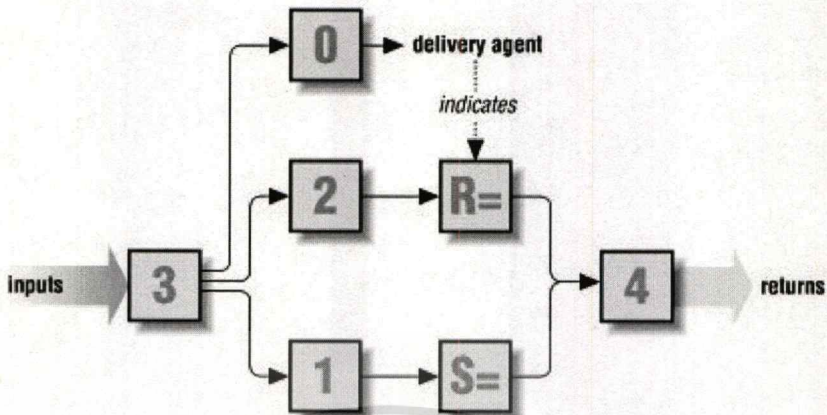 0
delivery agent
indicates
2
R=
inputs
3
4
returns
1
S=